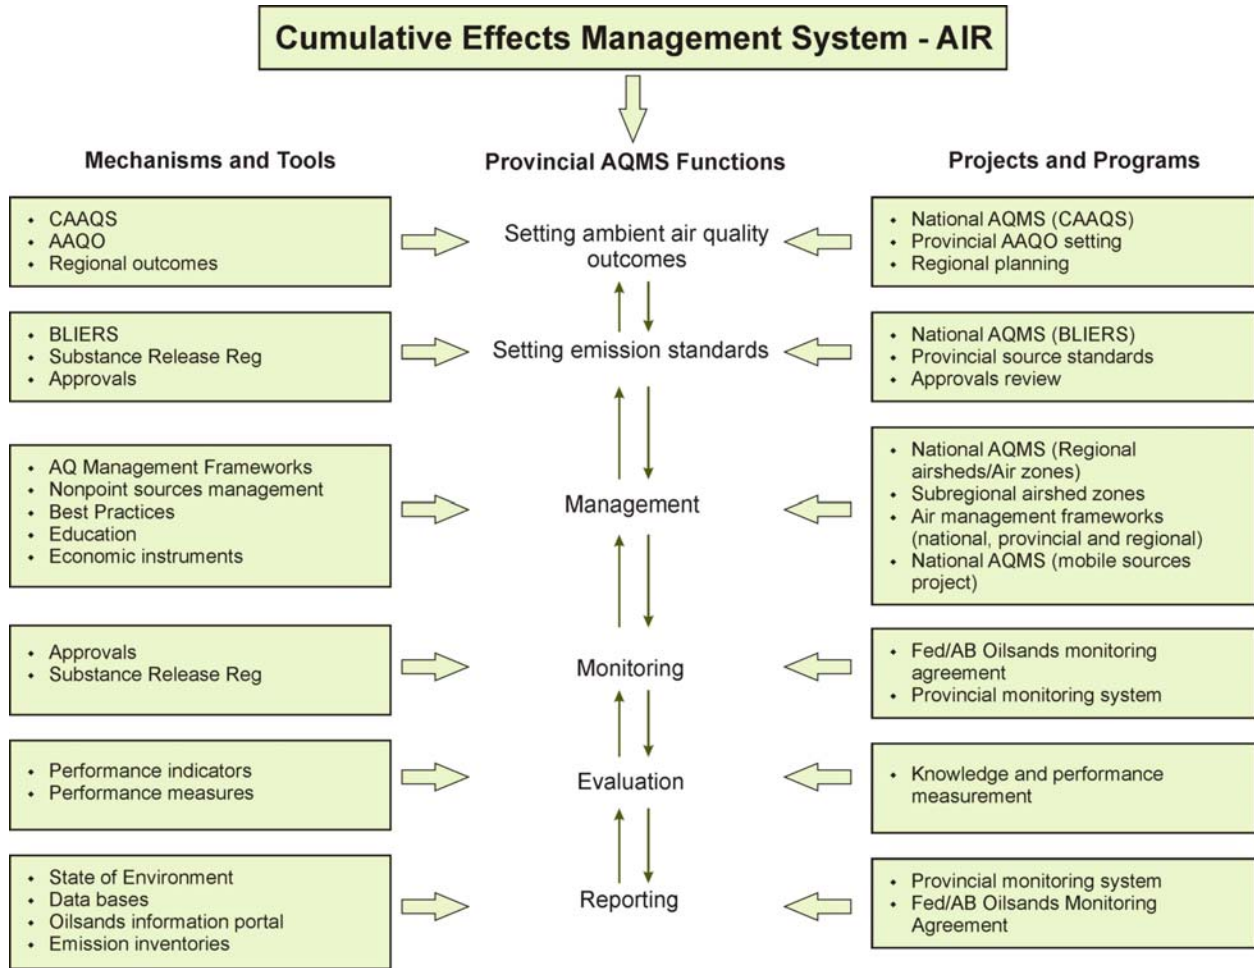 Cumulative Effects Management System - AIR
Mechanisms and Tools
Provincial AQMS Functions
Projects and Programs
• CAAQS
• AAQO
• Regional outcomes
Setting ambient air quality
outcomes
• National AQMS (CAAQS)
• Provincial AAQO setting
• Regional planning
• BLIERS
• Substance Release Reg
• Approvals
Setting emission standards
• National AQMS (BLIERS)
• Provincial source standards
• Approvals review
• AQ Management Frameworks
• Nonpoint sources management
• Best Practices
• Education
• Economic instruments
Management
• National AQMS (Regional
airsheds/Air zones)
• Subregional airshed zones
• Air management frameworks
(national, provincial and regional)
• National AQMS (mobile sources
project)
• Approvals
• Substance Release Reg
Monitoring
• Fed/AB Oilsands monitoring
agreement
• Provincial monitoring system
• Performance indicators
• Performance measures
Evaluation
• Knowledge and performance
measurement
• State of Environment
• Data bases
• Oilsands information portal
• Emission inventories
Reporting
• Provincial monitoring system
• Fed/AB Oilsands Monitoring
Agreement